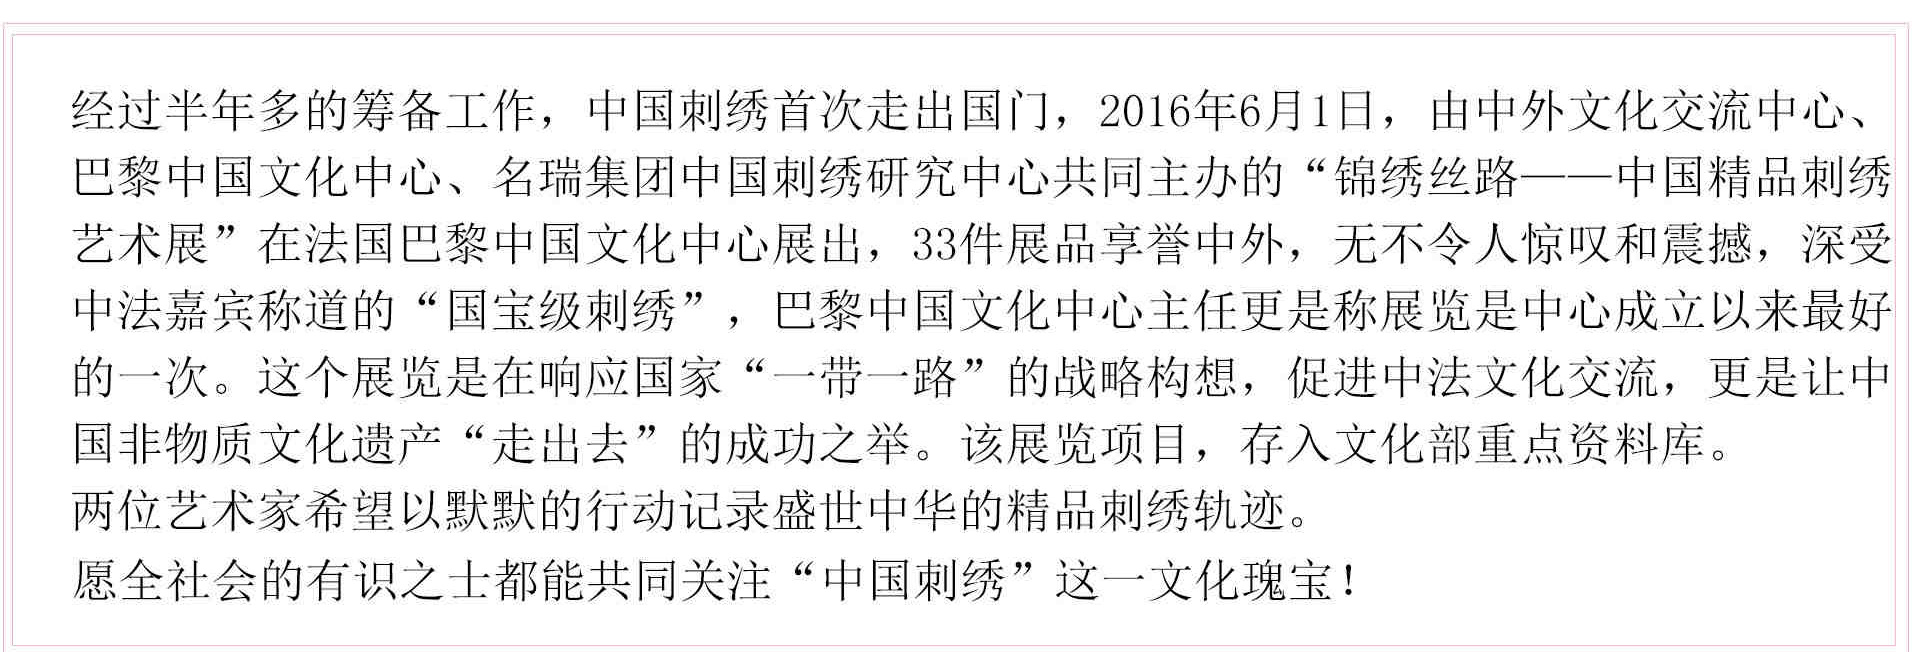 经过半年多的筹备工作，中国刺绣首次走出国门，2016年6月1日，由中外文化交流中心、
巴黎中国文化中心、名瑞集团中国刺绣研究中心共同主办的“锦绣丝路——中国精品刺绣
艺术展”在法国巴黎中国文化中心展出，33件展品享誉中外，无不令人惊叹和震撼，深受
中法嘉宾称道的“国宝级刺绣”，巴黎中国文化中心主任更是称展览是中心成立以来最好
的一次。这个展览是在响应国家“一带一路”的战略构想，促进中法文化交流，更是让中
国非物质文化遗产“走出去”的成功之举。该展览项目，存入文化部重点资料库。
两位艺术家希望以默默的行动记录盛世中华的精品刺绣轨迹。
愿全社会的有识之士都能共同关注“中国刺绣”这一文化瑰宝！